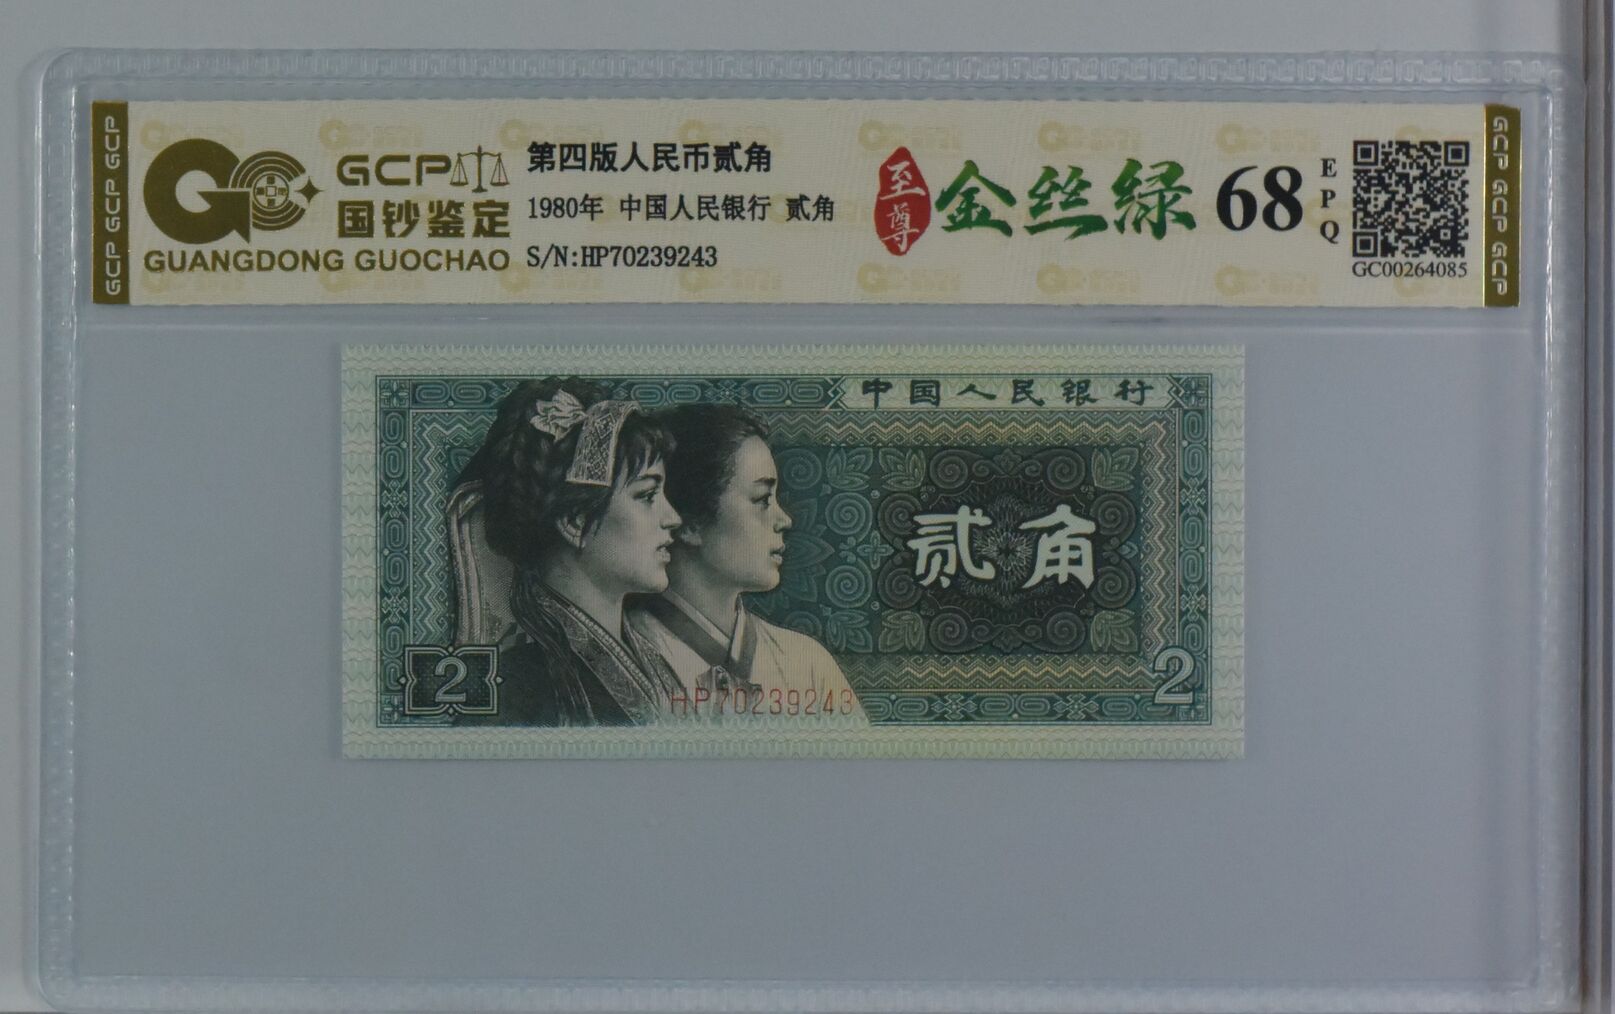 GCP GCP GCP
GCP
国钞鉴定
GUANGDONG GUOCHAO
第四版人民币贰角
1980年 中国人民银行 贰角
S/N:HP70239243
至尊
金丝绿
68
EPQ
GC00264085
GCP GCP GCP
中国人民银行
贰角
2
2
HP70239243